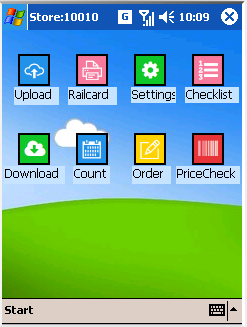 Store:10010 G 10:09
Upload Railcard Settings Checklist
Download Count Order PriceCheck
Start